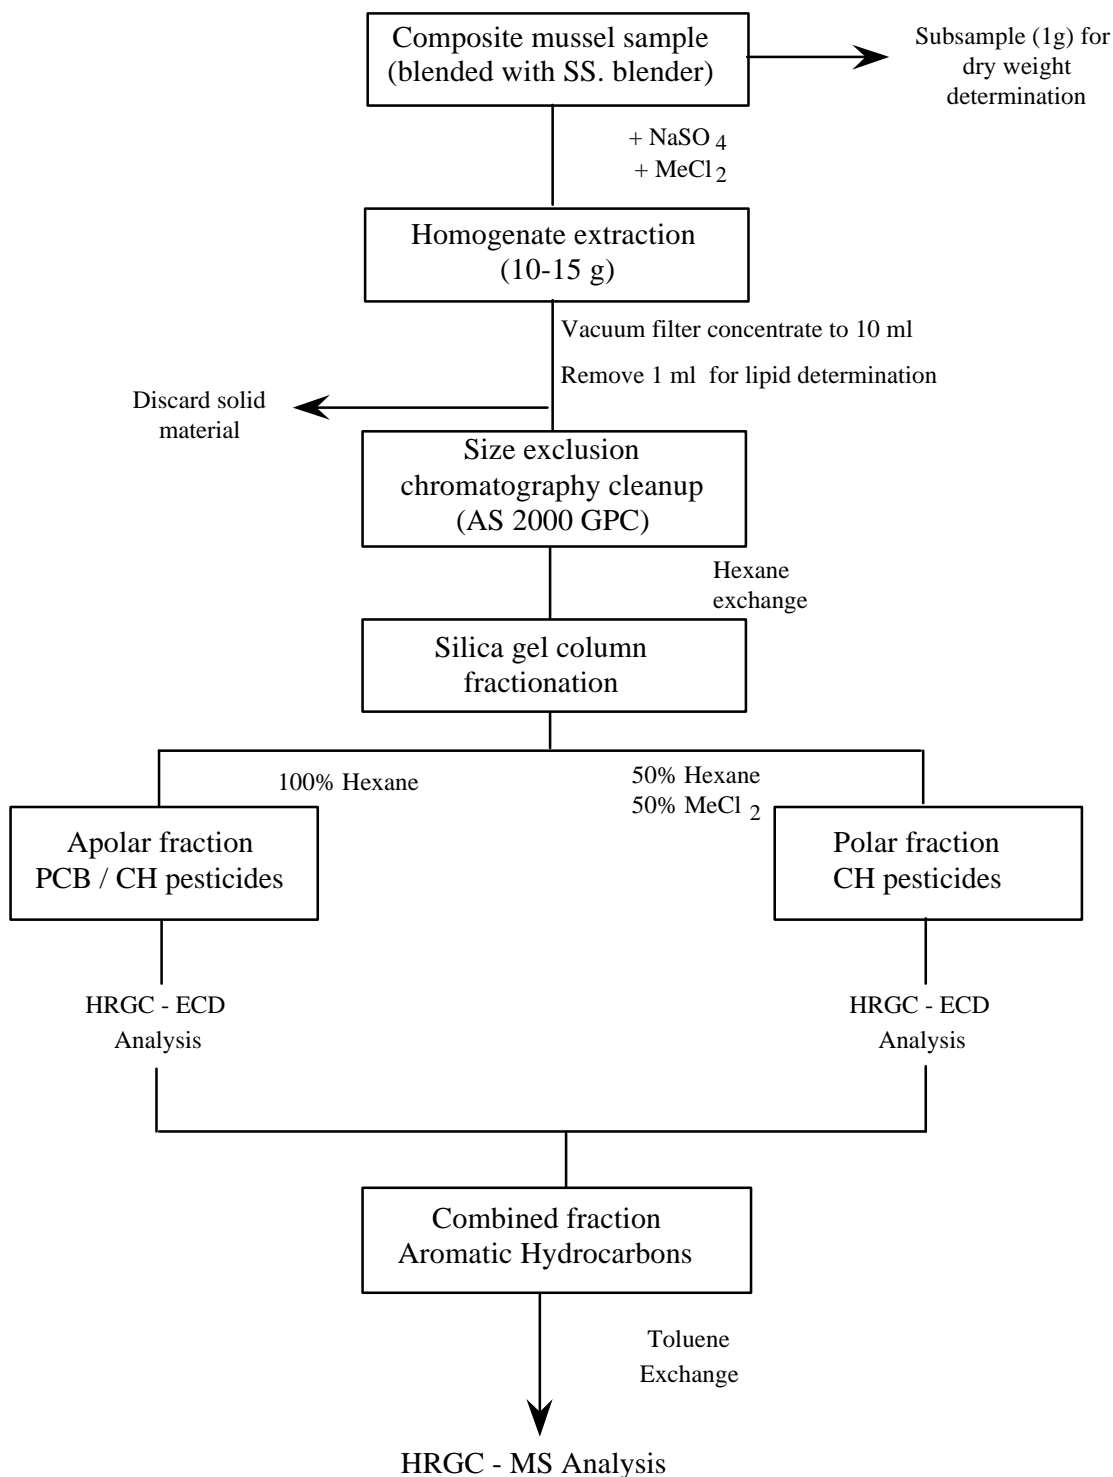 Composite mussel sample
(blended with SS. blender)
Subsample (1g) for
dry weight
determination
+ NaSO 4
+ MeCl 2
Homogenate extraction
(10-15 g)
Vacuum filter concentrate to 10 ml
Remove 1 ml for lipid determination
Discard solid
material
Size exclusion
chromatography cleanup
(AS 2000 GPC)
Hexane
exchange
Silica gel column
fractionation
100% Hexane
50% Hexane
50% MeCl 2
Apolar fraction
PCB / CH pesticides
Polar fraction
CH pesticides
HRGC - ECD
Analysis
HRGC - ECD
Analysis
Combined fraction
Aromatic Hydrocarbons
Toluene
Exchange
HRGC - MS Analysis